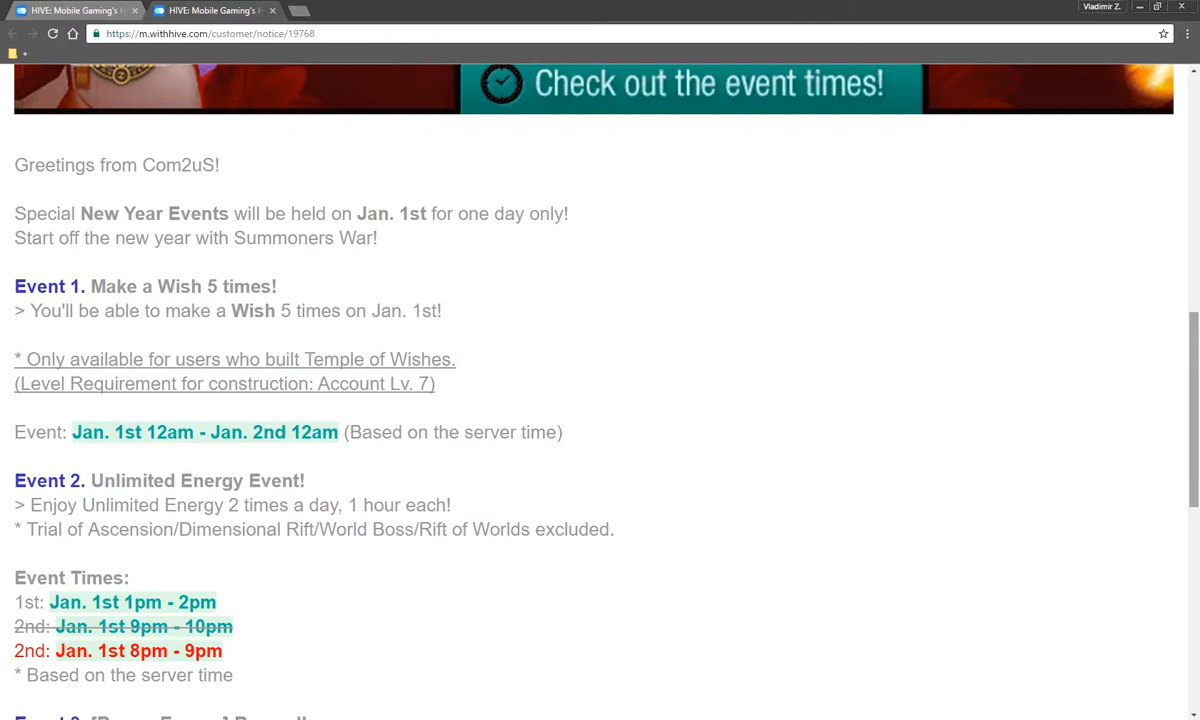 HIVE: Mobile Gaming's H
HIVE: Mobile Gaming's H
Vladimir Z.
https://m.withhive.com/customer/notice/19768
Check out the event times!
Greetings from Com2uS!
Special New Year Events will be held on Jan. 1st for one day only!
Start off the new year with Summoners War!
Event 1. Make a Wish 5 times!
> You'll be able to make a Wish 5 times on Jan. 1st!
* Only available for users who built Temple of Wishes.
(Level Requirement for construction: Account Lv. 7)
Event: Jan. 1st 12am - Jan. 2nd 12am (Based on the server time)
Event 2. Unlimited Energy Event!
> Enjoy Unlimited Energy 2 times a day, 1 hour each!
* Trial of Ascension/Dimensional Rift/World Boss/Rift of Worlds excluded.
Event Times:
1st: Jan. 1st 1pm - 2pm
2nd: Jan. 1st 9pm - 10pm
2nd: Jan. 1st 8pm - 9pm
* Based on the server time